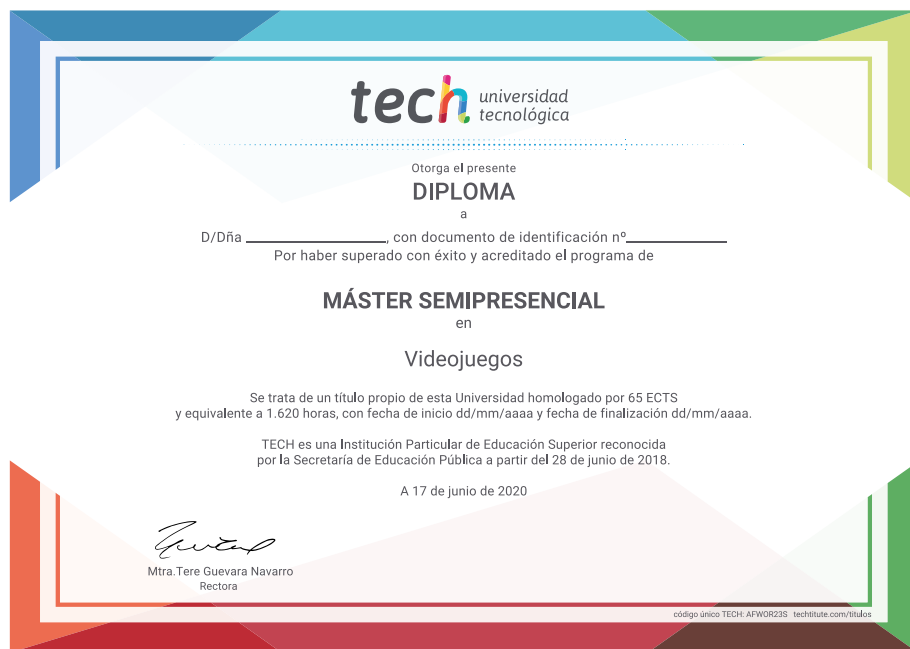 tech universidad
tecnológica
Otorga el presente
DIPLOMA
a
D/Dña ________________, con documento de identificación nº____________
Por haber superado con éxito y acreditado el programa de
MÁSTER SEMIPRESENCIAL
en
Videojuegos
Se trata de un título propio de esta Universidad homologado por 65 ECTS
y equivalente a 1.620 horas, con fecha de inicio dd/mm/aaaa y fecha de finalización dd/mm/aaaa.
TECH es una Institución Particular de Educación Superior reconocida
por la Secretaría de Educación Pública a partir del 28 de junio de 2018.
A 17 de junio de 2020
Mtra.Tere Guevara Navarro
Rectora
código único TECH: AFWOR23S techtitute.com/titulos